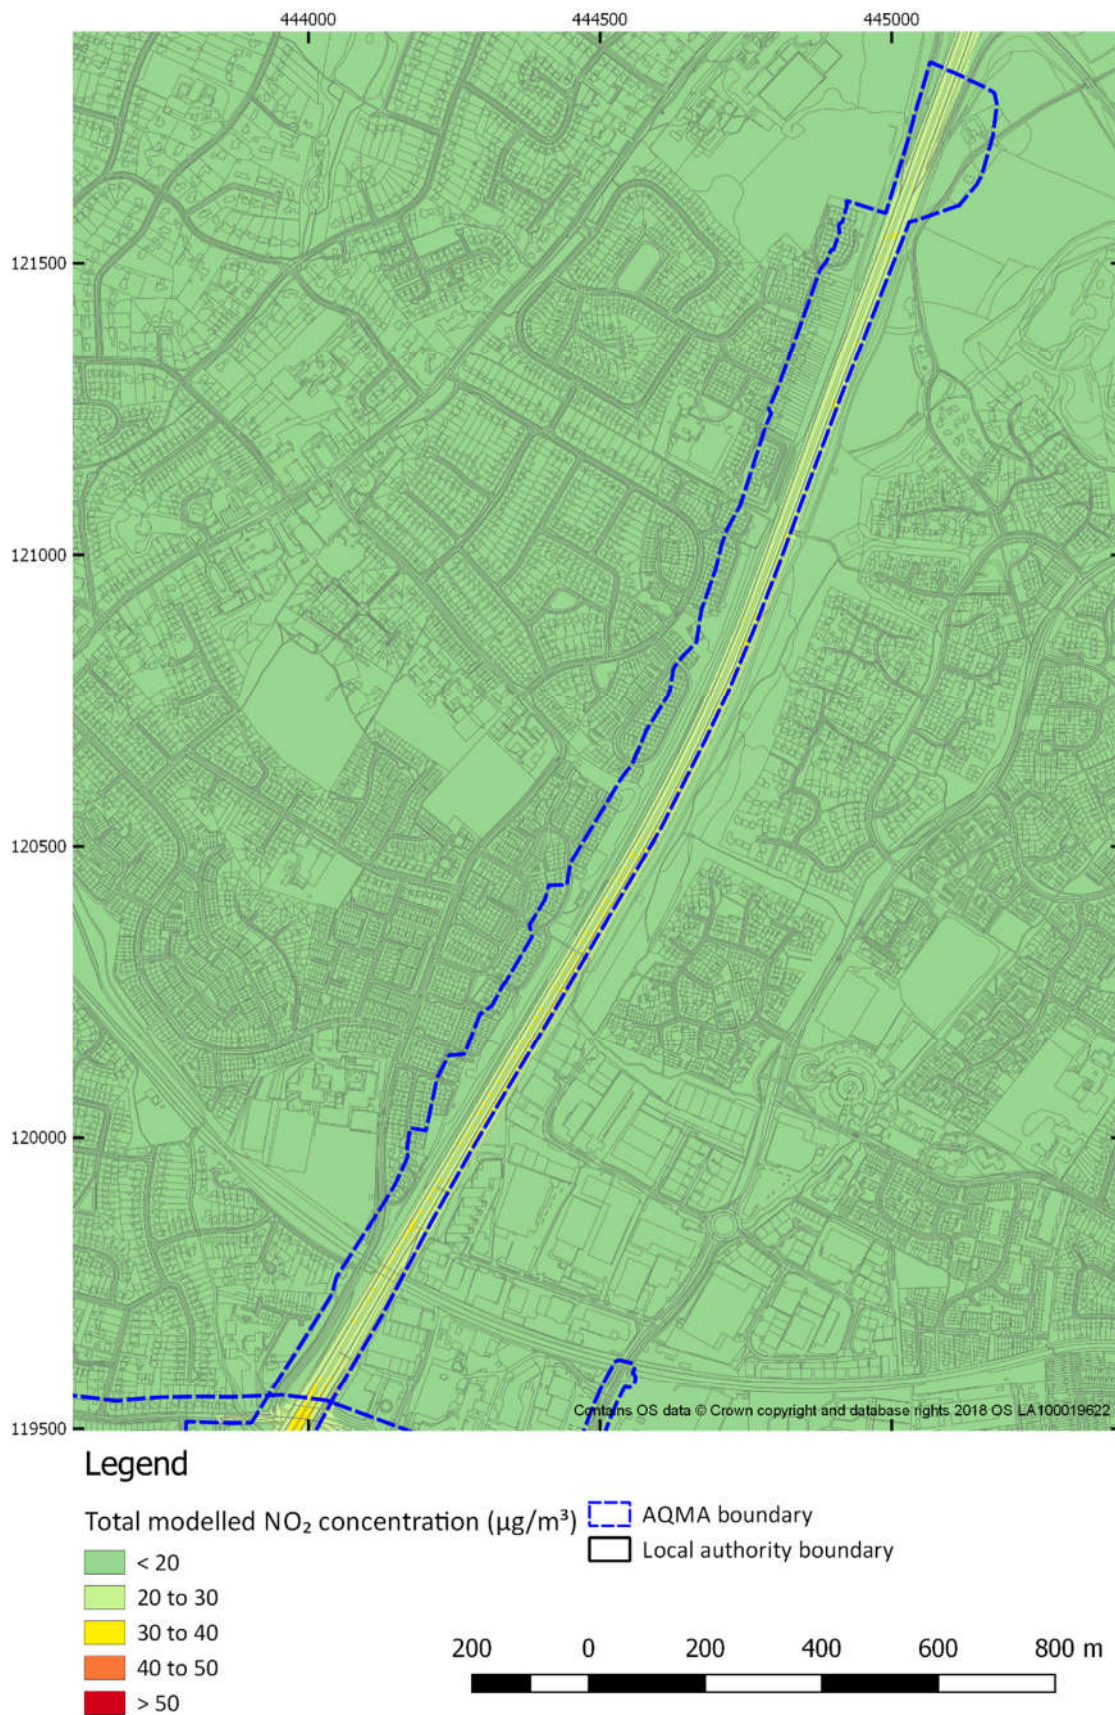 444000 444500 445000
121500
121000
120500
120000
119500
Contains OS data © Crown copyright and database rights 2018 OS LA100019622
Legend
Total modelled NO₂ concentration (µg/m³)
< 20
20 to 30
30 to 40
40 to 50
> 50
AQMA boundary
Local authority boundary
200 0 200 400 600 800 m